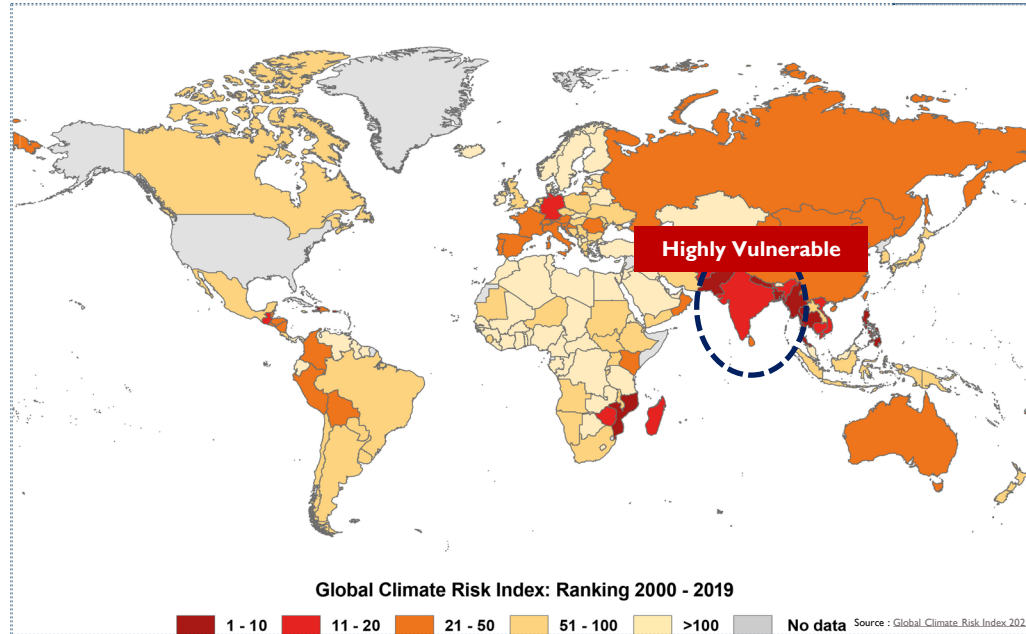 Highly Vulnerable
Global Climate Risk Index: Ranking 2000 - 2019
1 - 10 11 - 20 21 - 50 51 - 100 >100 No data Source : Global Climate Risk Index 202